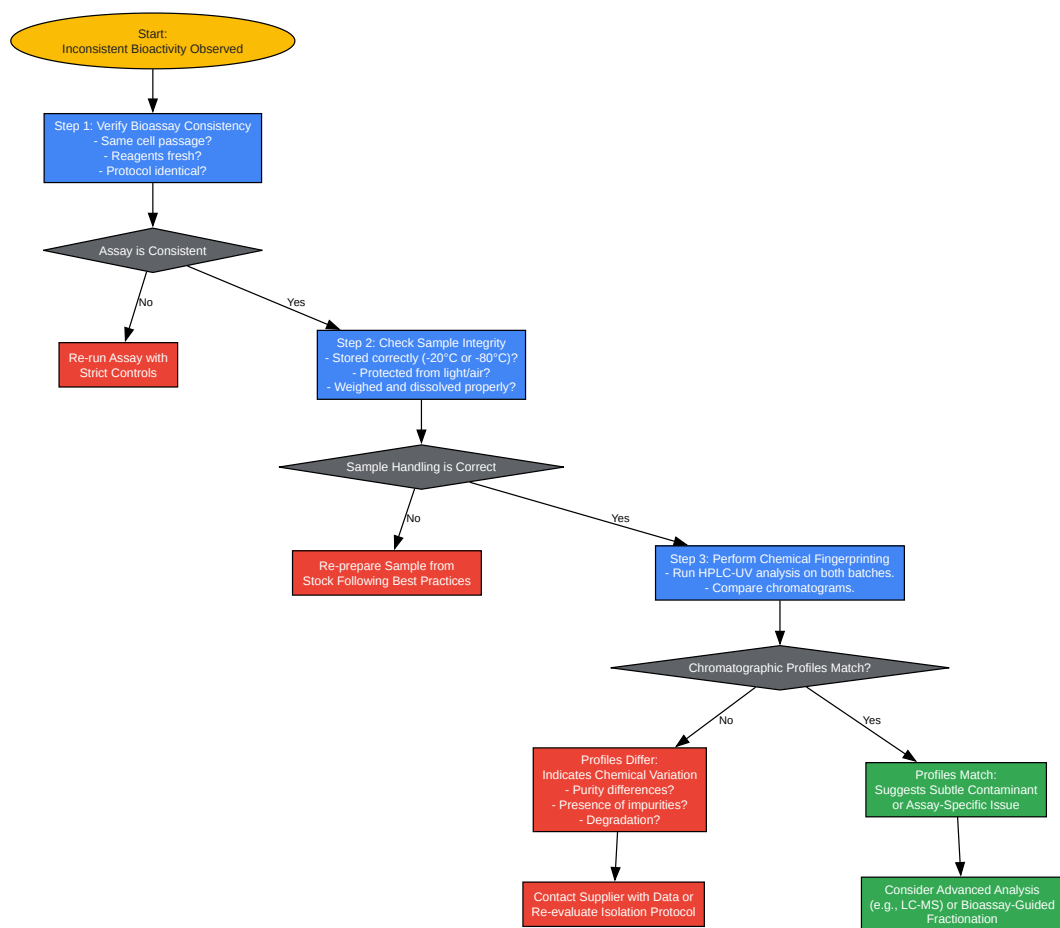 Start:
Inconsistent Bioactivity Observed
Step 1: Verify Bioassay Consistency
- Same cell passage?
- Reagents fresh?
- Protocol identical?
Assay is Consistent
No
Yes
Re-run Assay with
Strict Controls
Step 2: Check Sample Integrity
- Stored correctly (-20°C or -80°C)?
- Protected from light/air?
- Weighed and dissolved properly?
Sample Handling is Correct
No
Yes
Re-prepare Sample from
Stock Following Best Practices
Step 3: Perform Chemical Fingerprinting
- Run HPLC-UV analysis on both batches.
- Compare chromatograms.
Chromatographic Profiles Match?
No
Yes
Profiles Differ:
Indicates Chemical Variation
- Purity differences?
- Presence of impurities?
- Degradation?
Profiles Match:
Suggests Subtle Contaminant
or Assay-Specific Issue
Contact Supplier with Data or
Re-evaluate Isolation Protocol
Consider Advanced Analysis
(e.g., LC-MS) or Bioassay-Guided
Fractionation